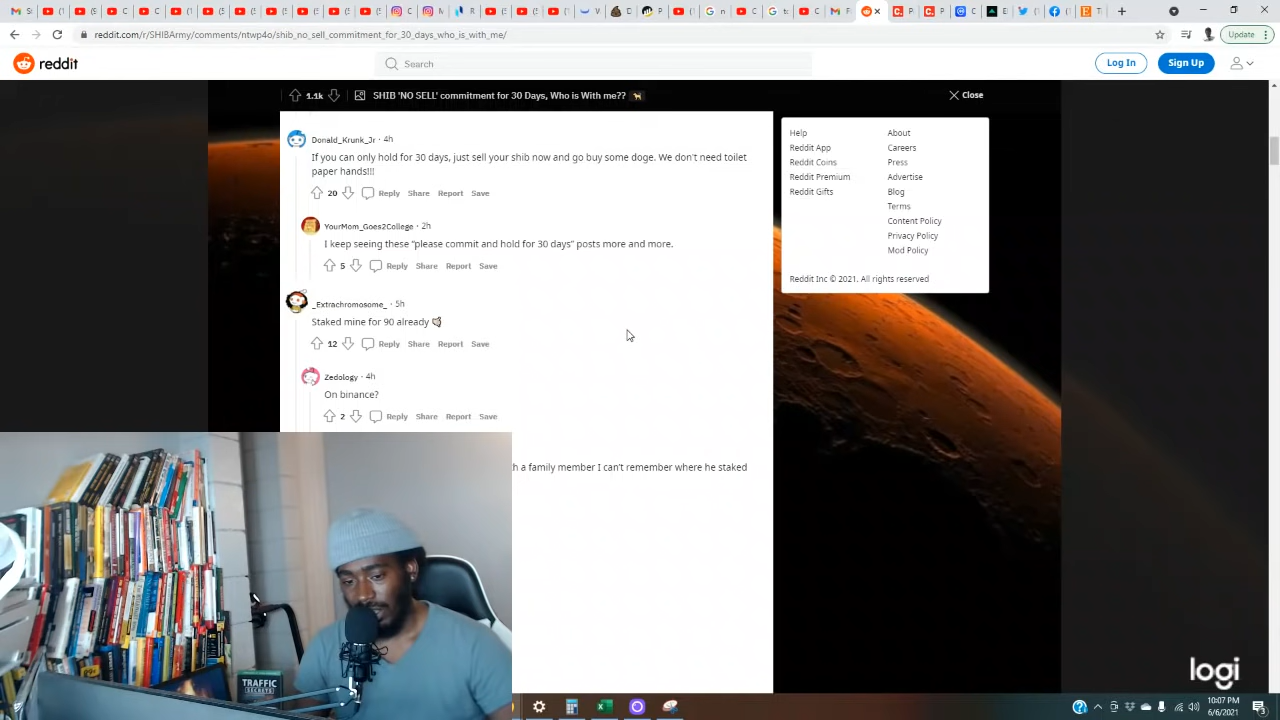 reddit.com/r/SHIBArmy/comments/ntwp4o/shib_no_sell_commitment_for_30_days_who_is_with_me/
Update
reddit
Search
Log In
Sign Up
1.1k
SHIB 'NO SELL' commitment for 30 Days, Who is With me??
Close
Donald_Krunk_Jr · 4h
If you can only hold for 30 days, just sell your shib now and go buy some doge. We don't need toilet
paper hands!!!
20 Reply Share Report Save
YourMom_Goes2College · 2h
I keep seeing these "please commit and hold for 30 days" posts more and more.
5 Reply Share Report Save
_Extrachromosome_ · 5h
Staked mine for 90 already
12 Reply Share Report Save
Zedology · 4h
On binance?
2 Reply Share Report Save
a family member I can't remember where he staked
Help
About
Reddit App
Careers
Reddit Coins
Press
Reddit Premium
Advertise
Reddit Gifts
Blog
Terms
Content Policy
Privacy Policy
Mod Policy
Reddit Inc © 2021. All rights reserved
TRAFFIC
SECRETS
logi
10:07 PM
6/6/2021